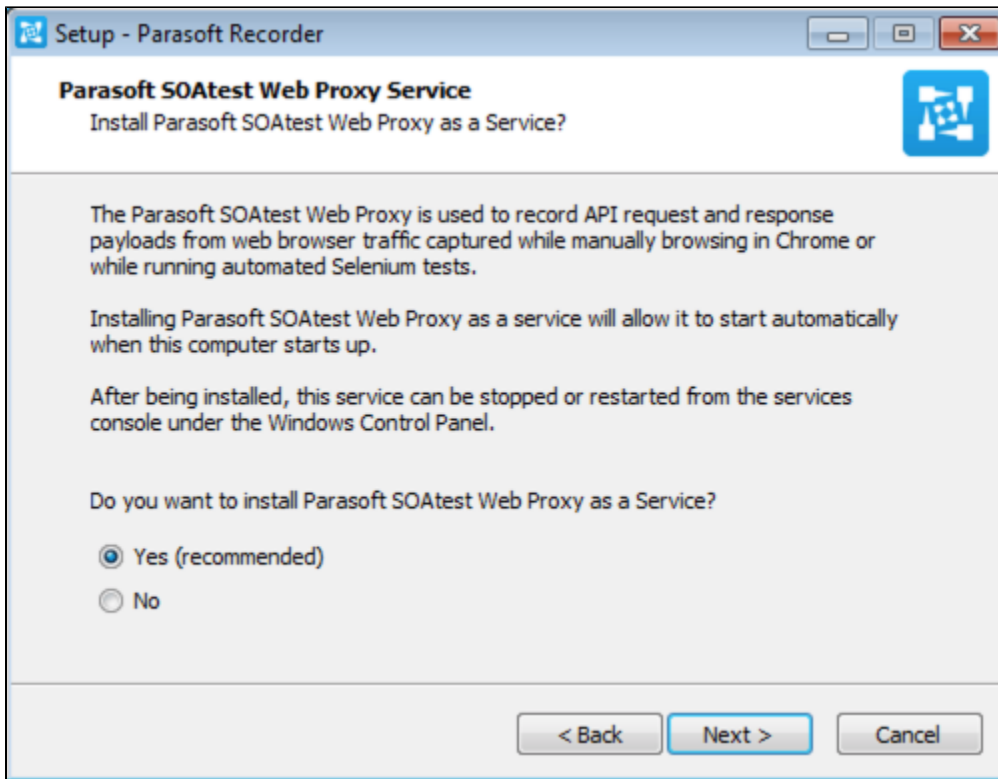 Setup - Parasoft Recorder
Parasoft SOAtest Web Proxy Service
Install Parasoft SOAtest Web Proxy as a Service?
The Parasoft SOAtest Web Proxy is used to record API request and response
payloads from web browser traffic captured while manually browsing in Chrome or
while running automated Selenium tests.
Installing Parasoft SOAtest Web Proxy as a service will allow it to start automatically
when this computer starts up.
After being installed, this service can be stopped or restarted from the services
console under the Windows Control Panel.
Do you want to install Parasoft SOAtest Web Proxy as a Service?
Yes (recommended)
No
< Back Next > Cancel